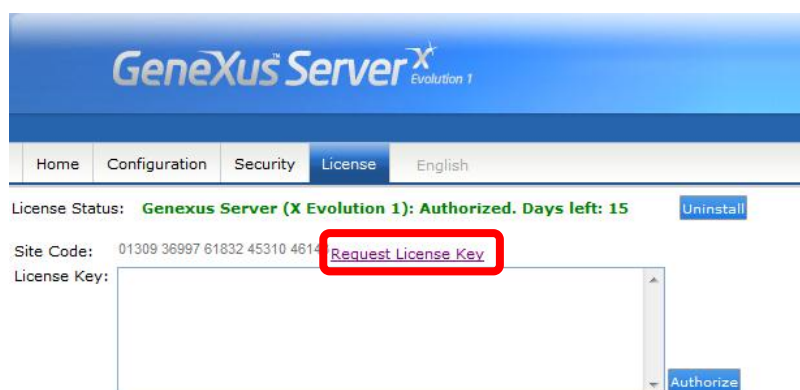 GeneXus™ Server X
Evolution 1
Home Configuration Security License English
License Status: Genexus Server (X Evolution 1): Authorized. Days left: 15 Uninstall
Site Code: 01309 36997 61832 45310 4614 Request License Key
License Key:
Authorize